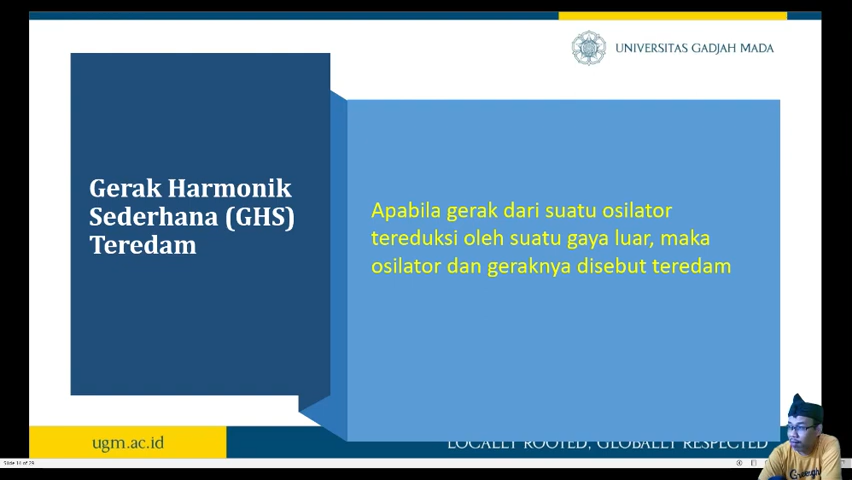 UNIVERSITAS GADJAH MADA
Gerak Harmonik
Sederhana (GHS)
Teredam
Apabila gerak dari suatu osilator
tereduksi oleh suatu gaya luar, maka
osilator dan geraknya disebut teredam
ugm.ac.id
LOCALLY ROOTED, GLOBALLY RESPECTED